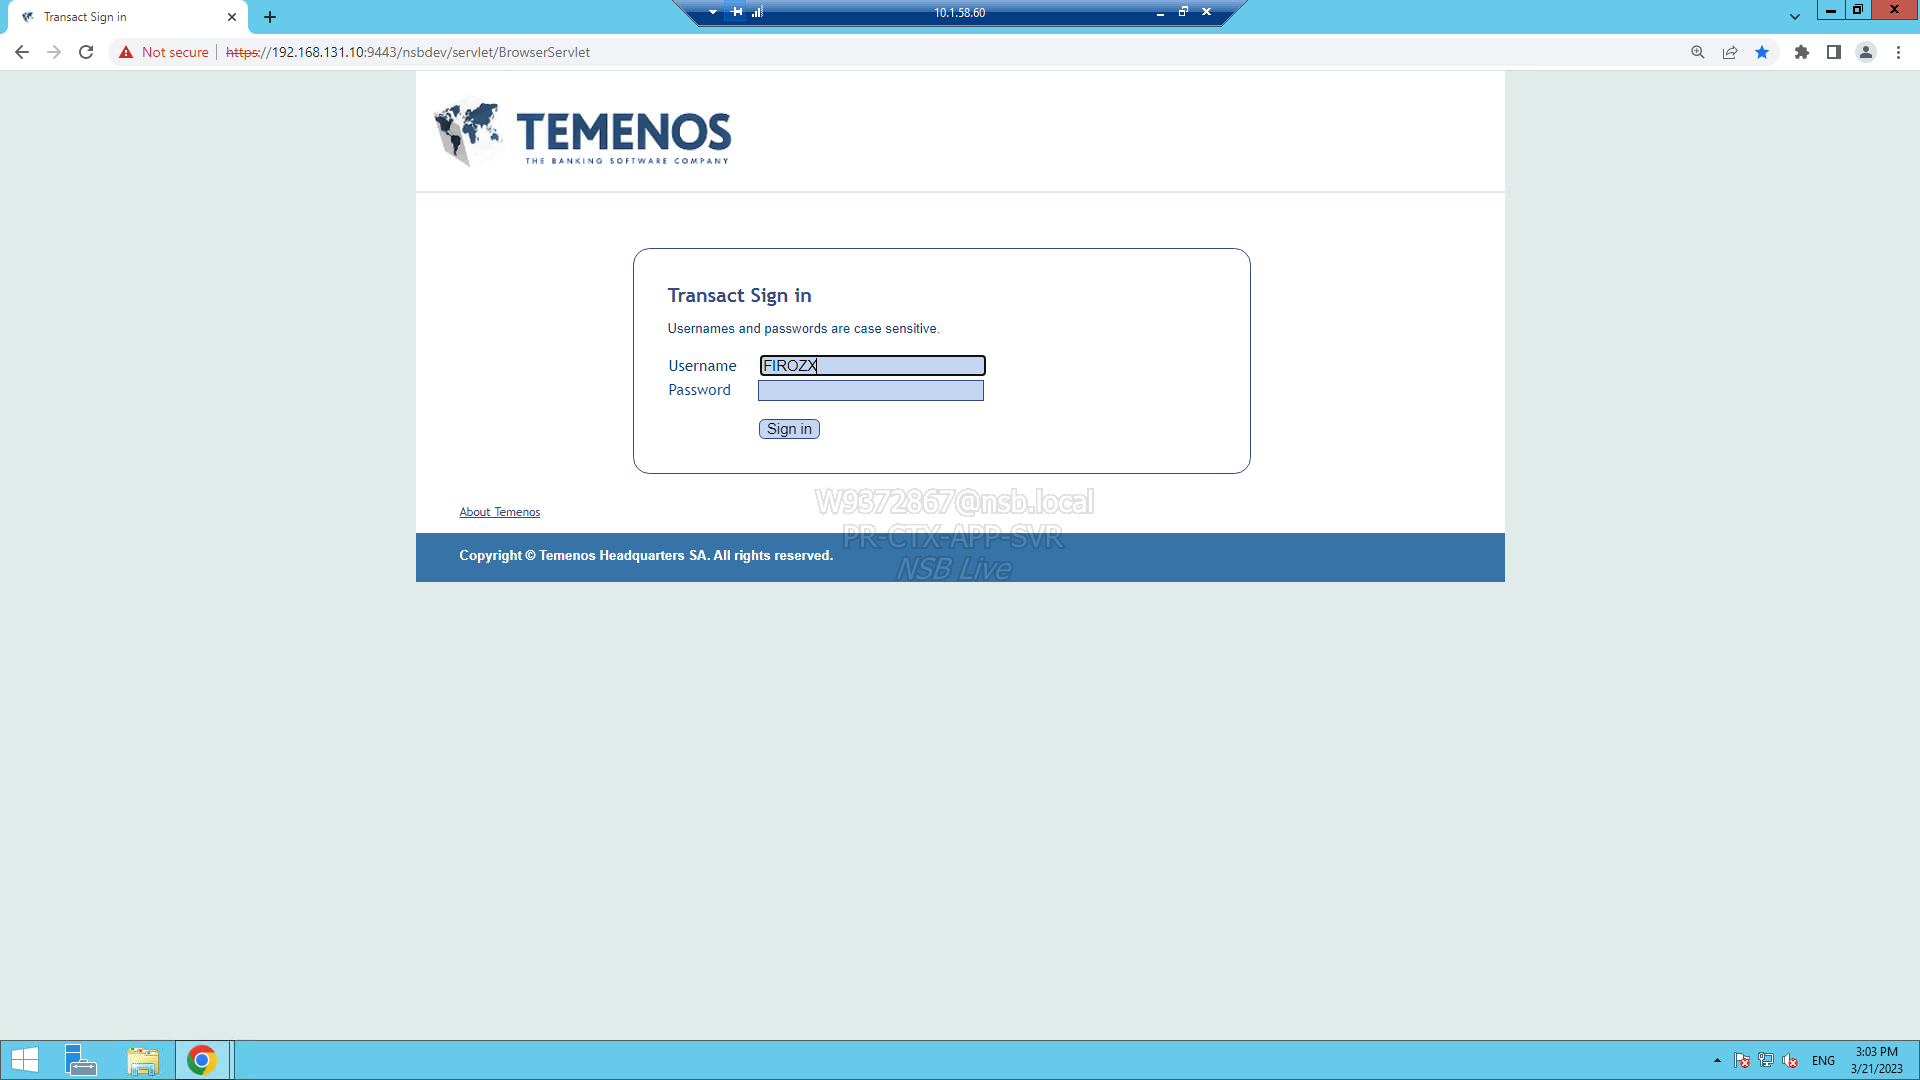 Transact Sign in
10.1.58.60
Not secure
https://192.168.131.10:9443/nsbdev/servlet/BrowserServlet
TEMENOS
THE BANKING SOFTWARE COMPANY
Transact Sign in
Usernames and passwords are case sensitive.
Username FIROZX
Password
Sign in
W9372867@nsb.local
PR-CTX-APP-SVR
NSB Live
About Temenos
Copyright © Temenos Headquarters SA. All rights reserved.
ENG
3:03 PM
3/21/2023